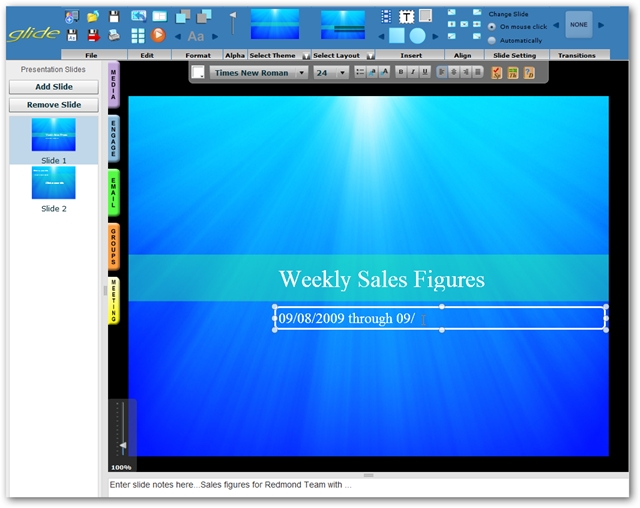 glide
Aa
Change Slide
On mouse click
Automatically
NONE
File
Edit
Format
Alpha
Select Theme
Select Layout
Insert
Align
Slide Setting
Transitions
Presentation Slides
Add Slide
Remove Slide
Slide 1
Slide 2
MEDIA
ENGAGE
EMAIL
GROUPS
MEETING
Times New Roman
24
B I U
Weekly Sales Figures
09/08/2009 through 09/
100%
Enter slide notes here...Sales figures for Redmond Team with ...